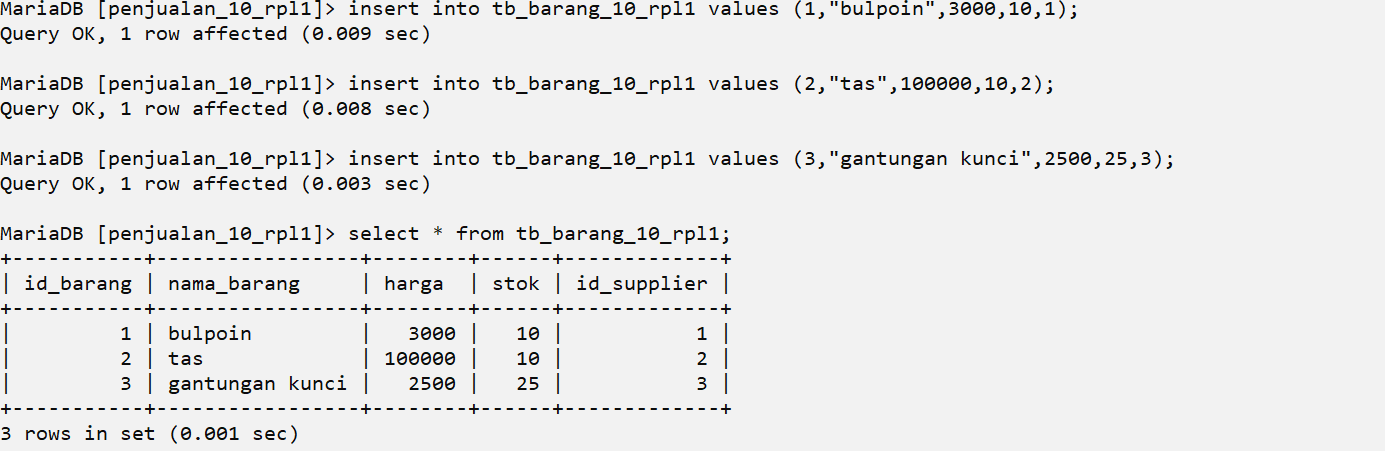 MariaDB [penjualan_10_rpl1]> insert into tb_barang_10_rpl1 values (1,"bulpoin",3000,10,1);
Query OK, 1 row affected (0.009 sec)
MariaDB [penjualan_10_rpl1]> insert into tb_barang_10_rpl1 values (2,"tas",100000,10,2);
Query OK, 1 row affected (0.008 sec)
MariaDB [penjualan_10_rpl1]> insert into tb_barang_10_rpl1 values (3,"gantungan kunci",2500,25,3);
Query OK, 1 row affected (0.003 sec)
MariaDB [penjualan_10_rpl1]> select * from tb_barang_10_rpl1;
+-----------+-----------------+--------+------+-------------+
| id_barang | nama_barang     | harga  | stok | id_supplier |
+-----------+-----------------+--------+------+-------------+
|         1 | bulpoin         |   3000 |   10 |           1 |
|         2 | tas             | 100000 |   10 |           2 |
|         3 | gantungan kunci |   2500 |   25 |           3 |
+-----------+-----------------+--------+------+-------------+
3 rows in set (0.001 sec)